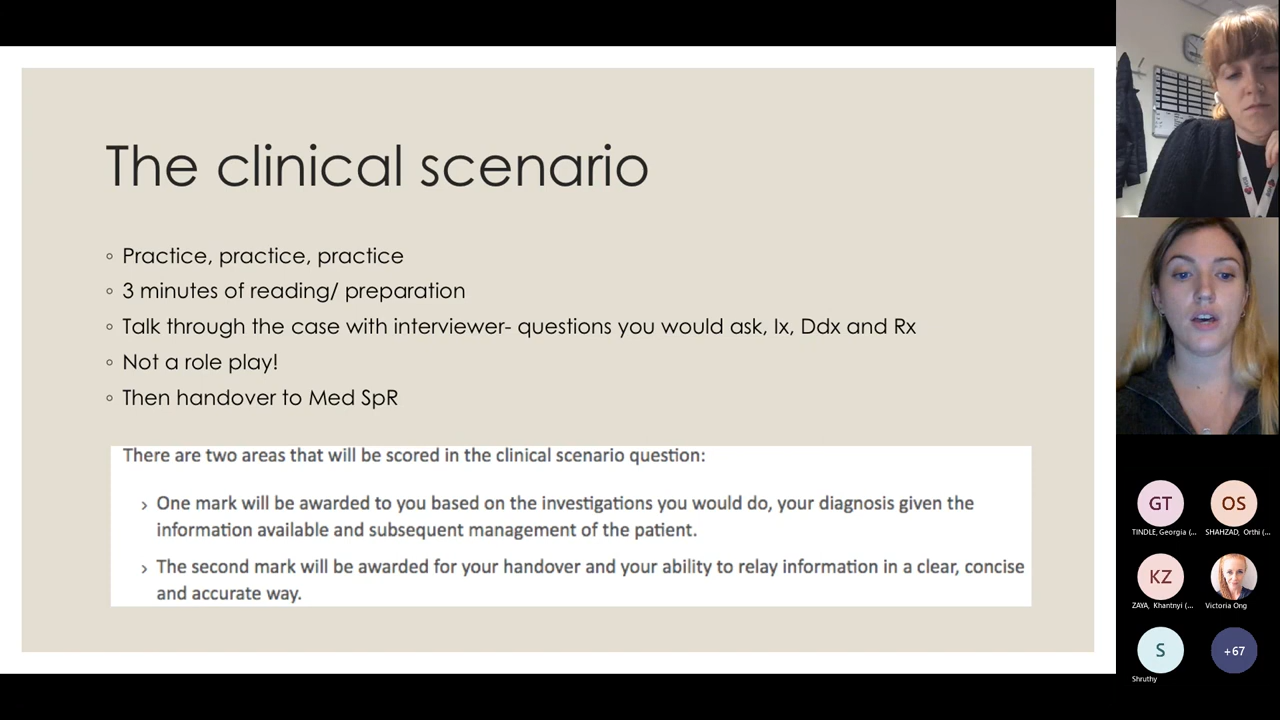 The clinical scenario
◦ Practice, practice, practice
◦ 3 minutes of reading/ preparation
◦ Talk through the case with interviewer- questions you would ask, Ix, Ddx and Rx
◦ Not a role play!
◦ Then handover to Med SpR
There are two areas that will be scored in the clinical scenario question:
› One mark will be awarded to you based on the investigations you would do, your diagnosis given the
information available and subsequent management of the patient.
› The second mark will be awarded for your handover and your ability to relay information in a clear, concise
and accurate way.
GT OS
TINDLE, Georgia (... SHAHZAD, Orthi (...
KZ
ZAYA, Khantnyi (... Victoria Ong
S +67
Shruthy